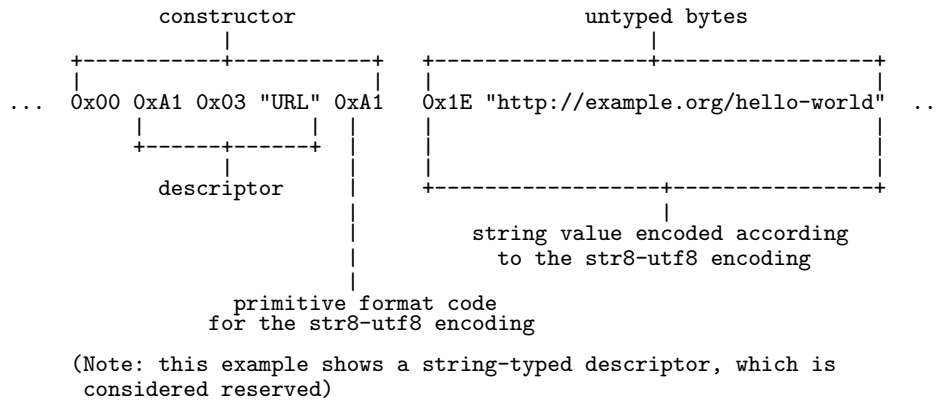 constructor untyped bytes
... 0x00 0xA1 0x03 "URL" 0xA1 0x1E "http://example.org/hello-world" ..
descriptor
string value encoded according
to the str8-utf8 encoding
primitive format code
for the str8-utf8 encoding
(Note: this example shows a string-typed descriptor, which is
considered reserved)